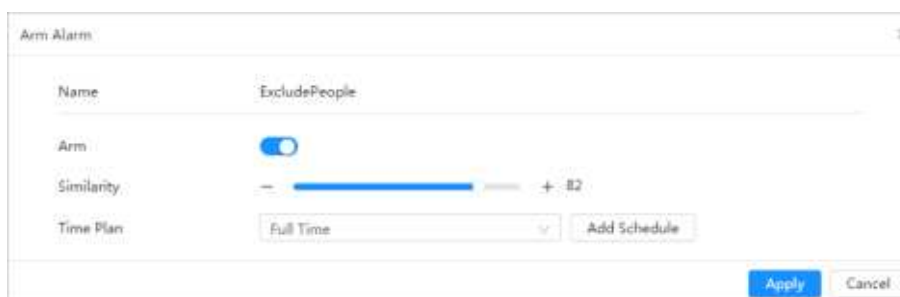 Arm Alarm
Name ExcludePeople
Arm
Similarity − + 82
Time Plan Full Time Add Schedule
Apply Cancel